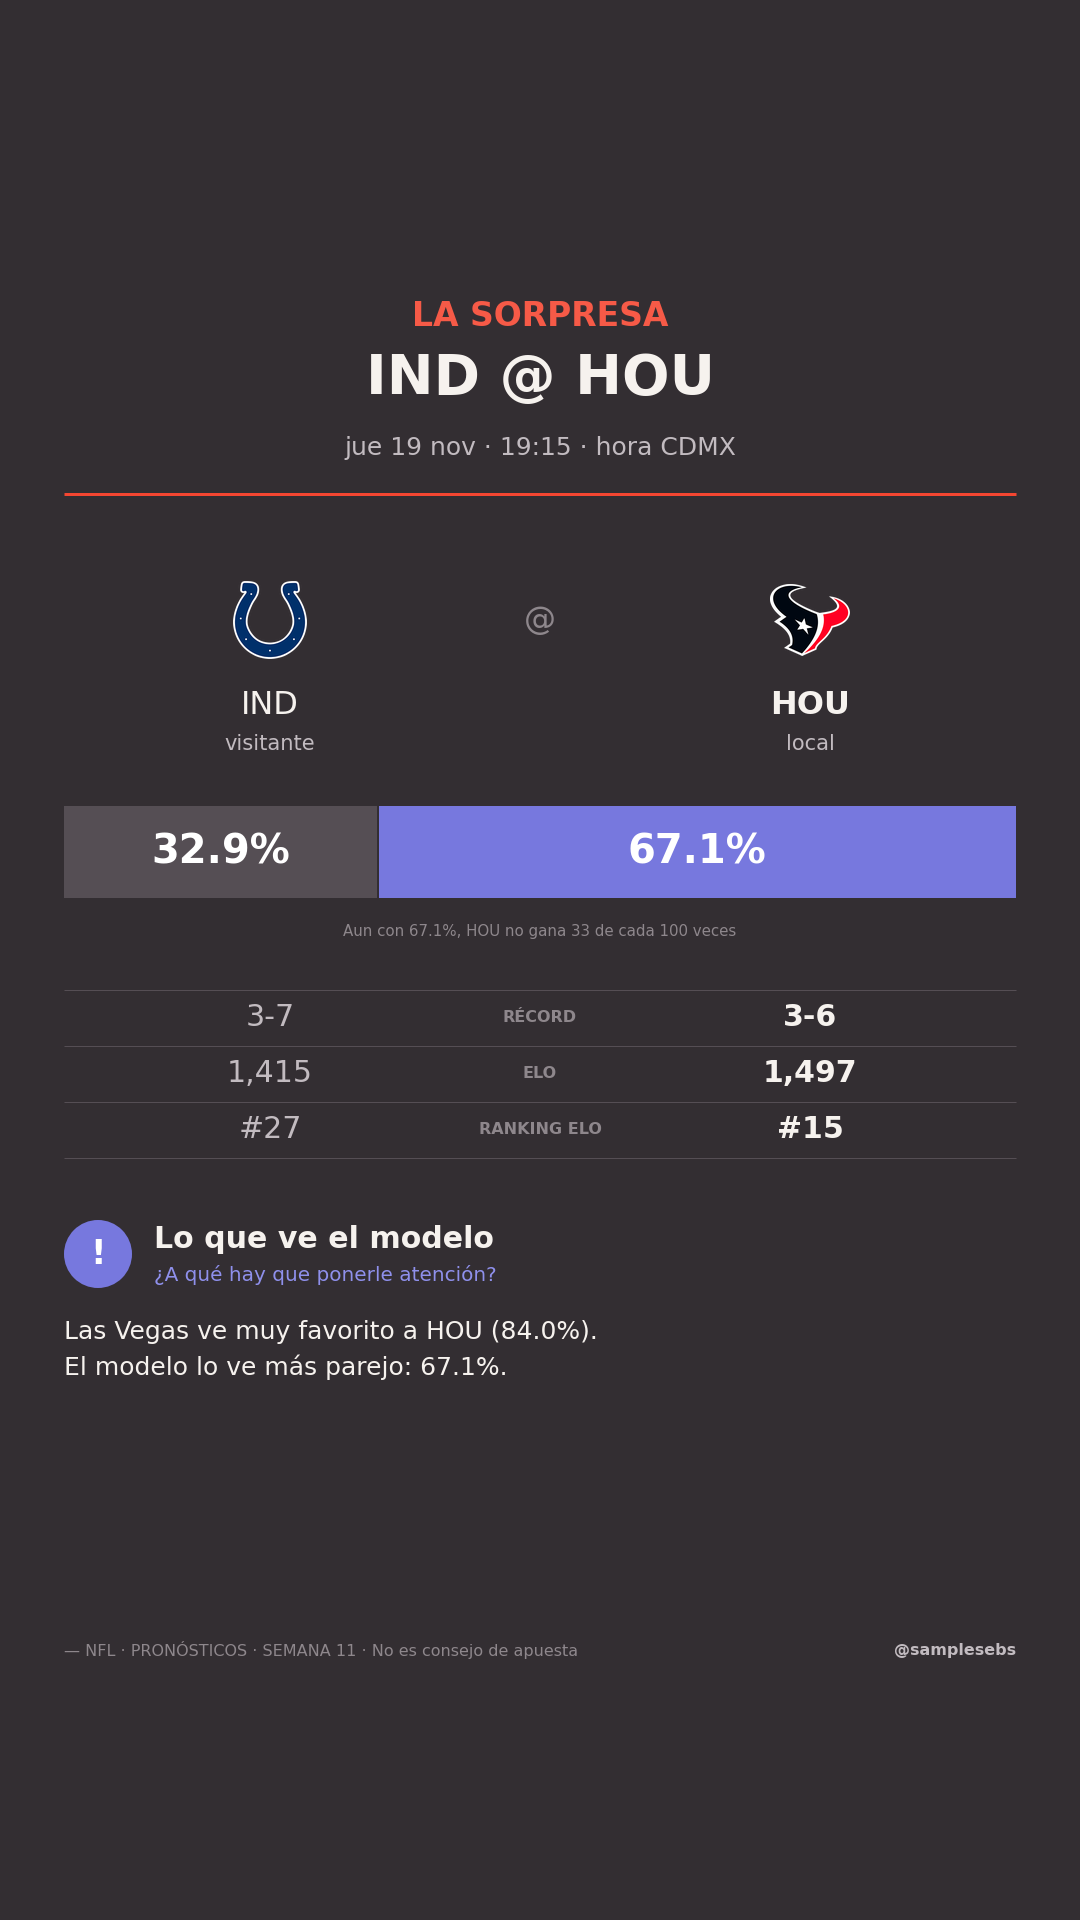 LA SORPRESA
IND @ HOU
jue 19 nov · 19:15 · hora CDMX
@
IND
HOU
visitante
local
32.9%
67.1%
Aun con 67.1%, HOU no gana 33 de cada 100 veces
3-7 RÉCORD 3-6
1,415 ELO 1,497
#27 RANKING ELO #15
!
Lo que ve el modelo
¿A qué hay que ponerle atención?
Las Vegas ve muy favorito a HOU (84.0%).
El modelo lo ve más parejo: 67.1%.
— NFL · PRONÓSTICOS · SEMANA 11 · No es consejo de apuesta
@samplesebs